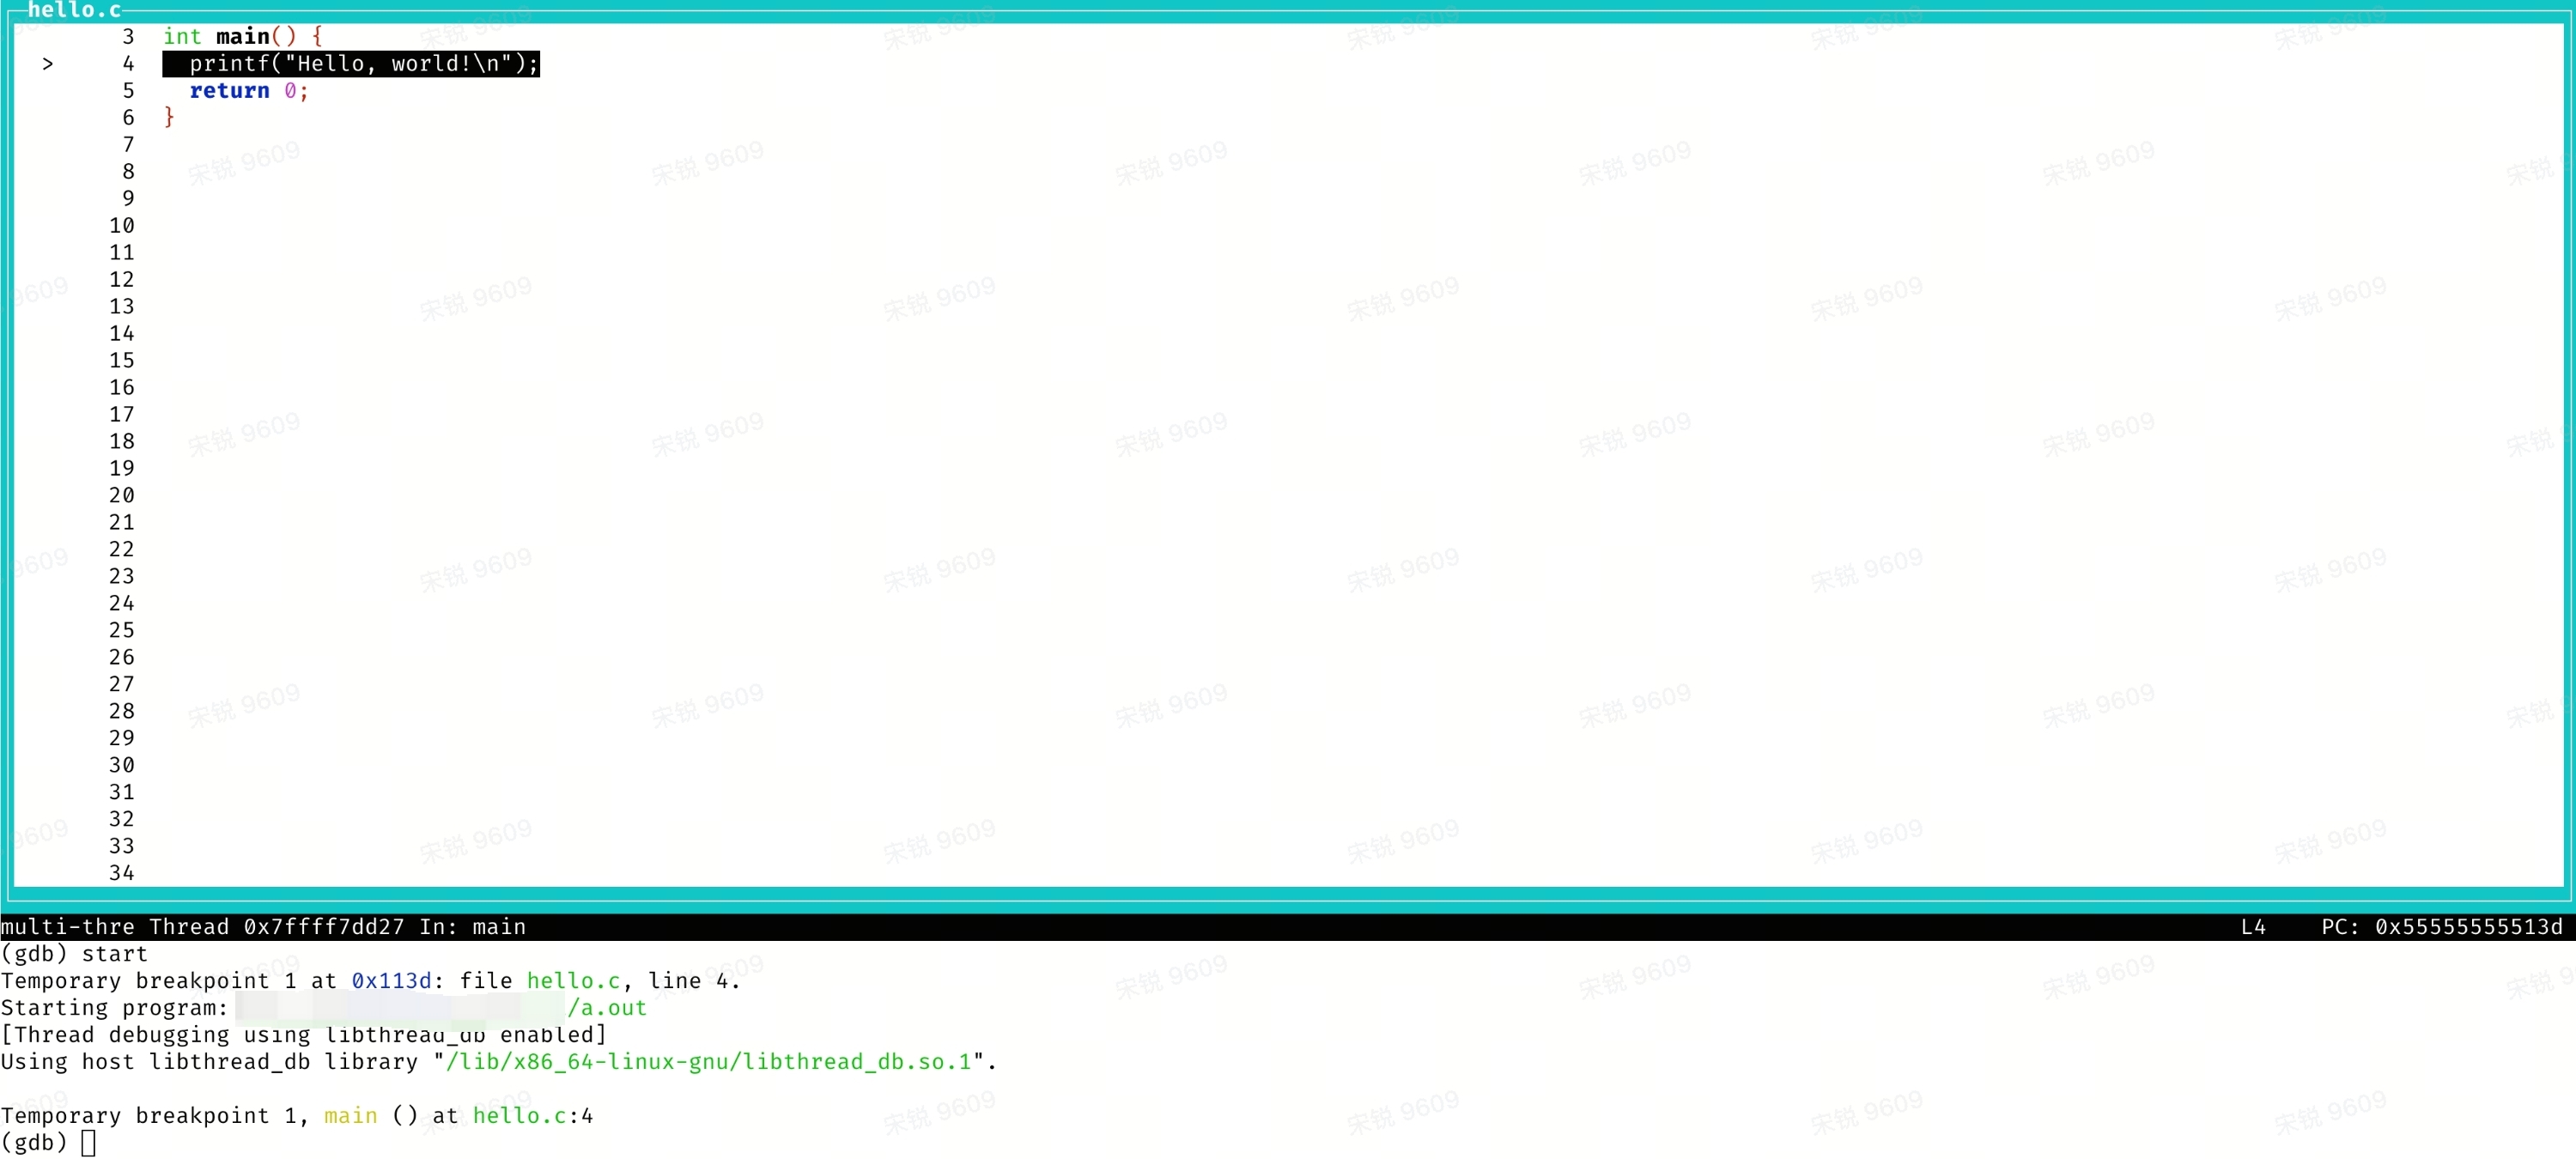 hello.c
3 int main() {
> 4   printf("Hello, world!\n");
5   return 0;
6 }
7
8
9
10
11
12
13
14
15
16
17
18
19
20
21
22
23
24
25
26
27
28
29
30
31
32
33
34
multi-thre Thread 0x7ffff7dd27 In: main L4 PC: 0x55555555513d
(gdb) start
Temporary breakpoint 1 at 0x113d: file hello.c, line 4.
Starting program: /a.out
[Thread debugging using libthread_db enabled]
Using host libthread_db library "/lib/x86_64-linux-gnu/libthread_db.so.1".
Temporary breakpoint 1, main () at hello.c:4
(gdb)
宋锐 9609